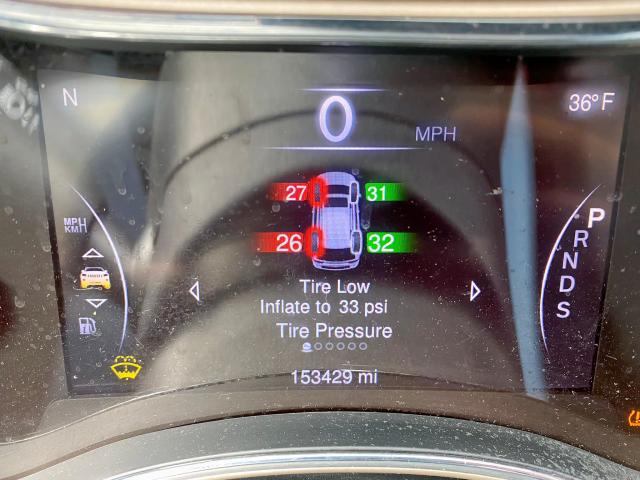 N
36°F
0
MPH
27 31
26 32
MPH
KM/H
Tire Low
Inflate to 33 psi
Tire Pressure
153429 mi
P
R
N
D
S